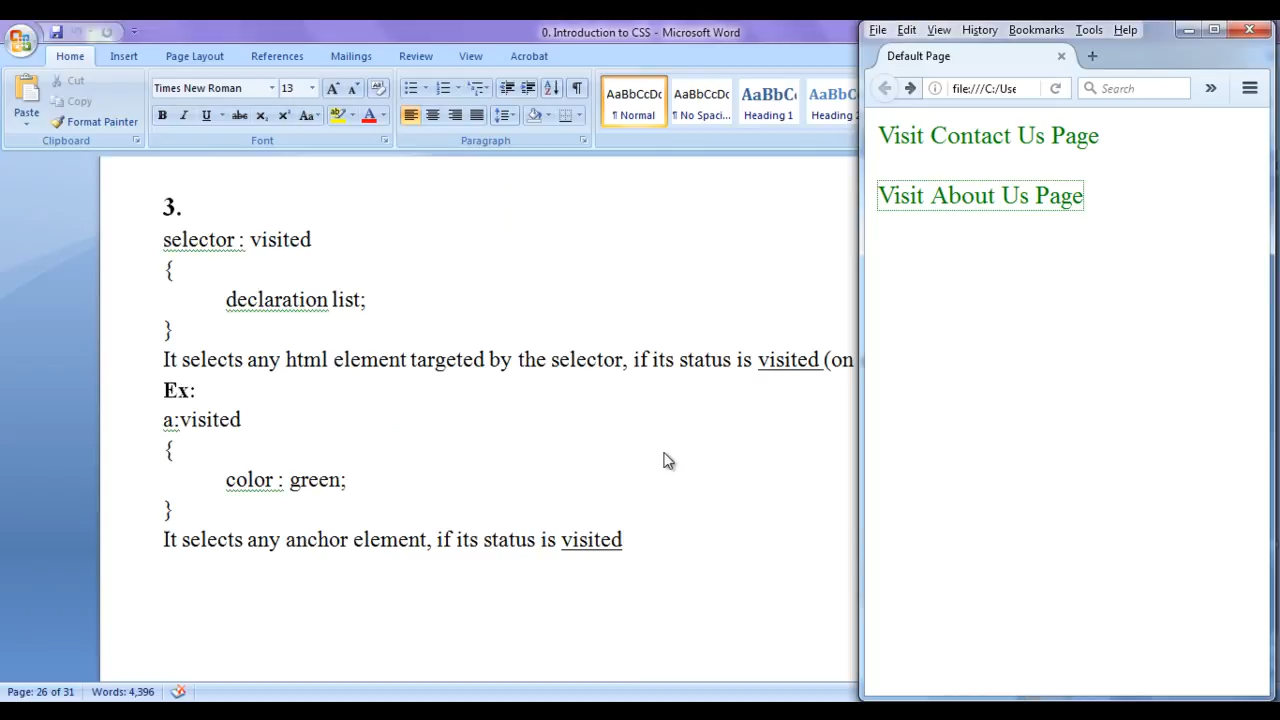 0. Introduction to CSS - Microsoft Word
Home Insert Page Layout References Mailings Review View Acrobat
Paste
Cut
Copy
Format Painter
Clipboard
Times New Roman 13
Font
Paragraph
AaBbCcDc
¶ Normal
AaBbCcDc
¶ No Spaci...
AaBbC
Heading 1
AaBbCc
Heading 2
3.
selector : visited
{
declaration list;
}
It selects any html element targeted by the selector, if its status is visited (on
Ex:
a:visited
{
color : green;
}
It selects any anchor element, if its status is visited
Page: 26 of 31 Words: 4,396
File Edit View History Bookmarks Tools Help
Default Page
file:///C:/Use
Search
Visit Contact Us Page
Visit About Us Page